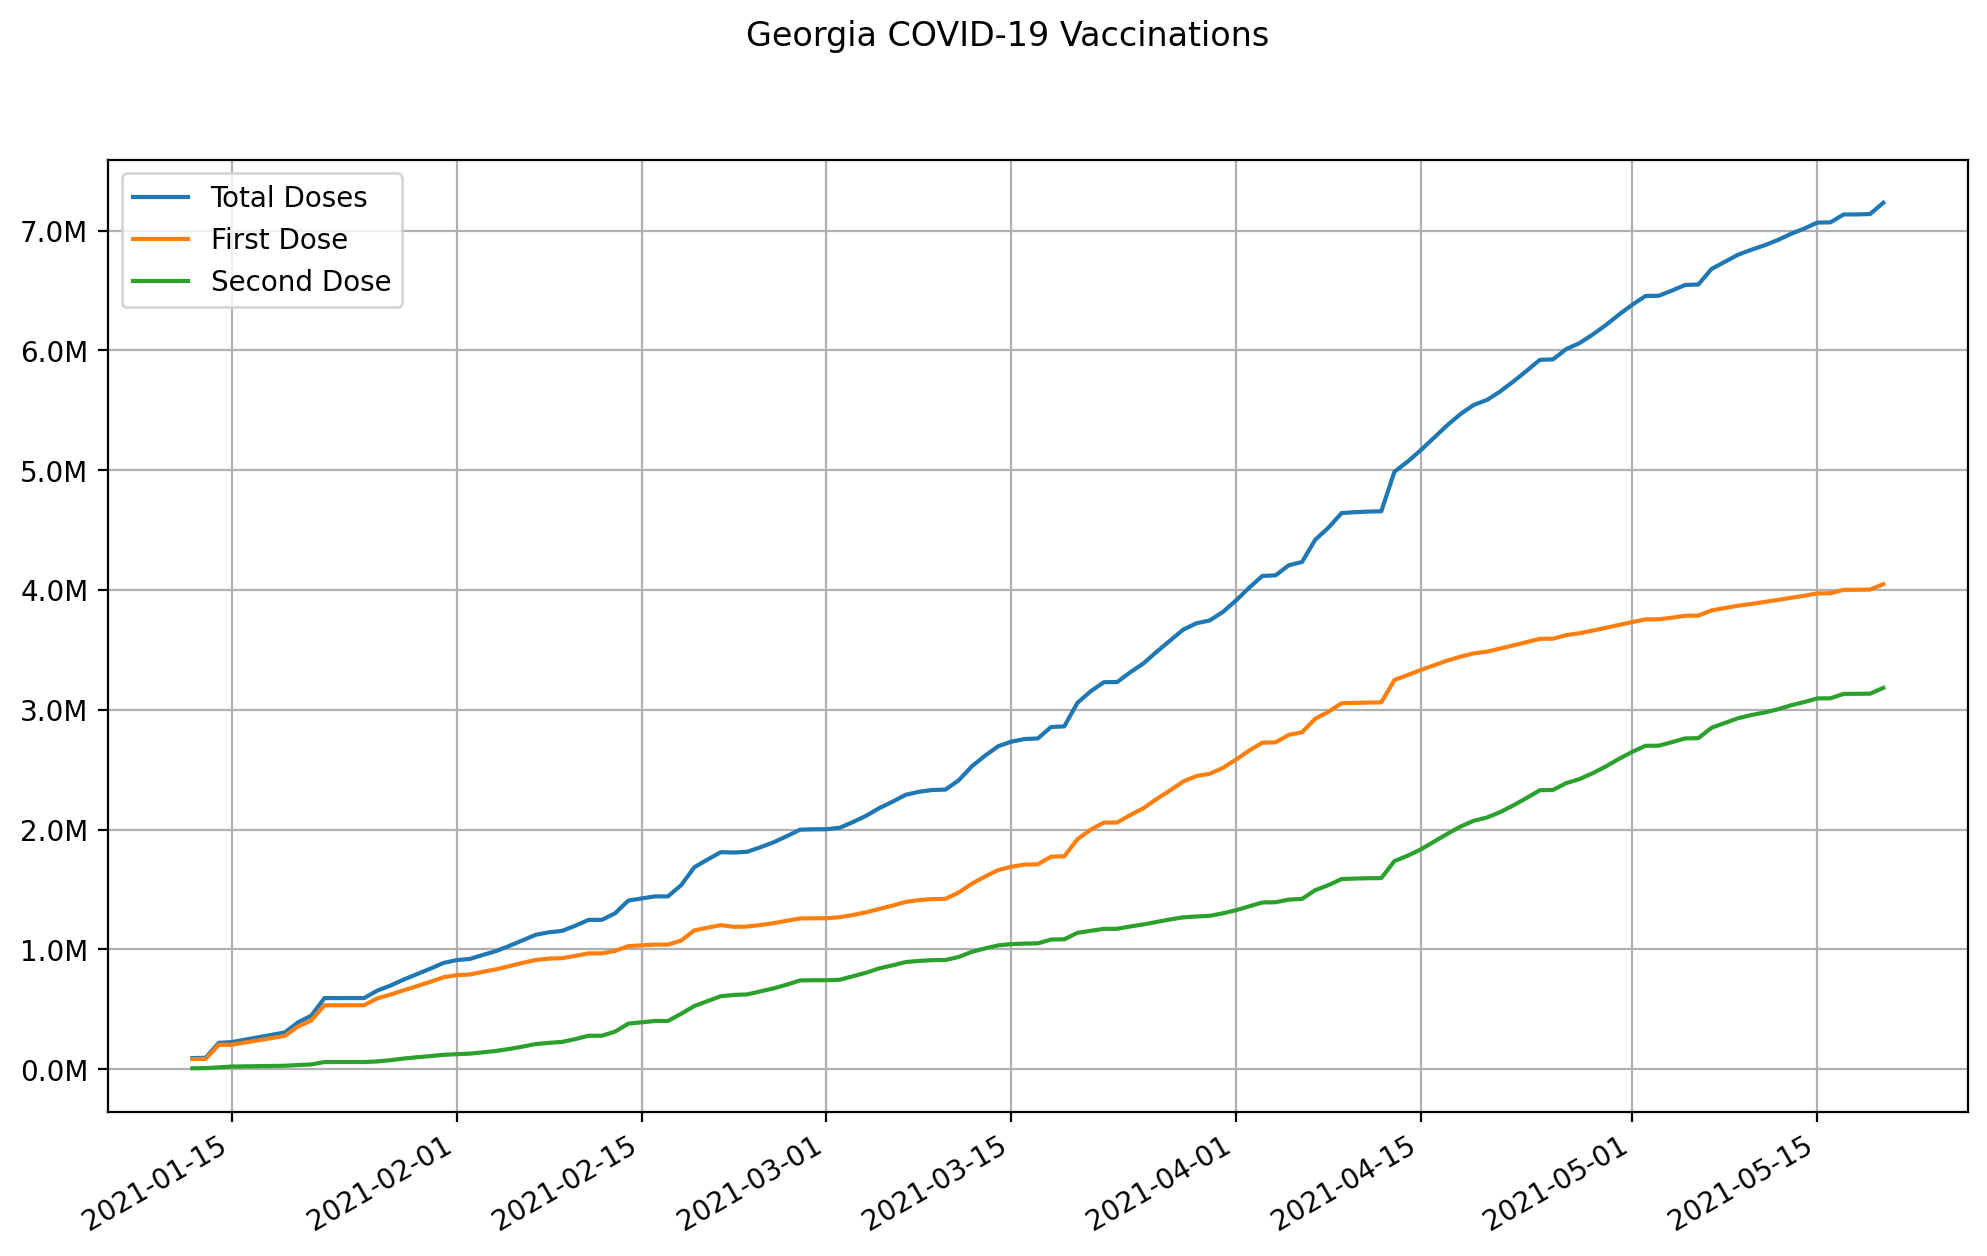 Georgia COVID-19 Vaccinations
Total Doses
First Dose
Second Dose
7.0M
6.0M
5.0M
4.0M
3.0M
2.0M
1.0M
0.0M
2021-01-15
2021-02-01
2021-02-15
2021-03-01
2021-03-15
2021-04-01
2021-04-15
2021-05-01
2021-05-15